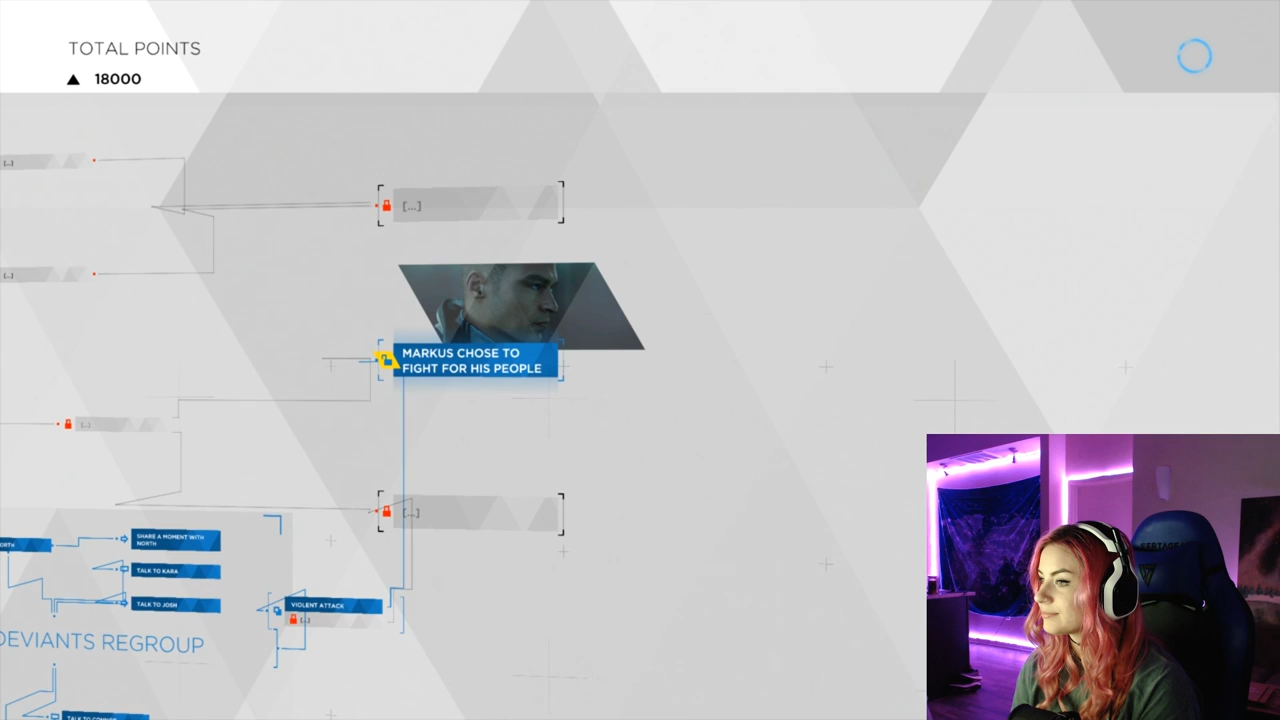 TOTAL POINTS
18000
[...]
[...]
[...]
MARKUS CHOSE TO
FIGHT FOR HIS PEOPLE
[...]
[...]
SHARE A MOMENT WITH
NORTH
TALK TO KARA
TALK TO JOSH
VIOLENT ATTACK
[...]
DEVIANTS REGROUP